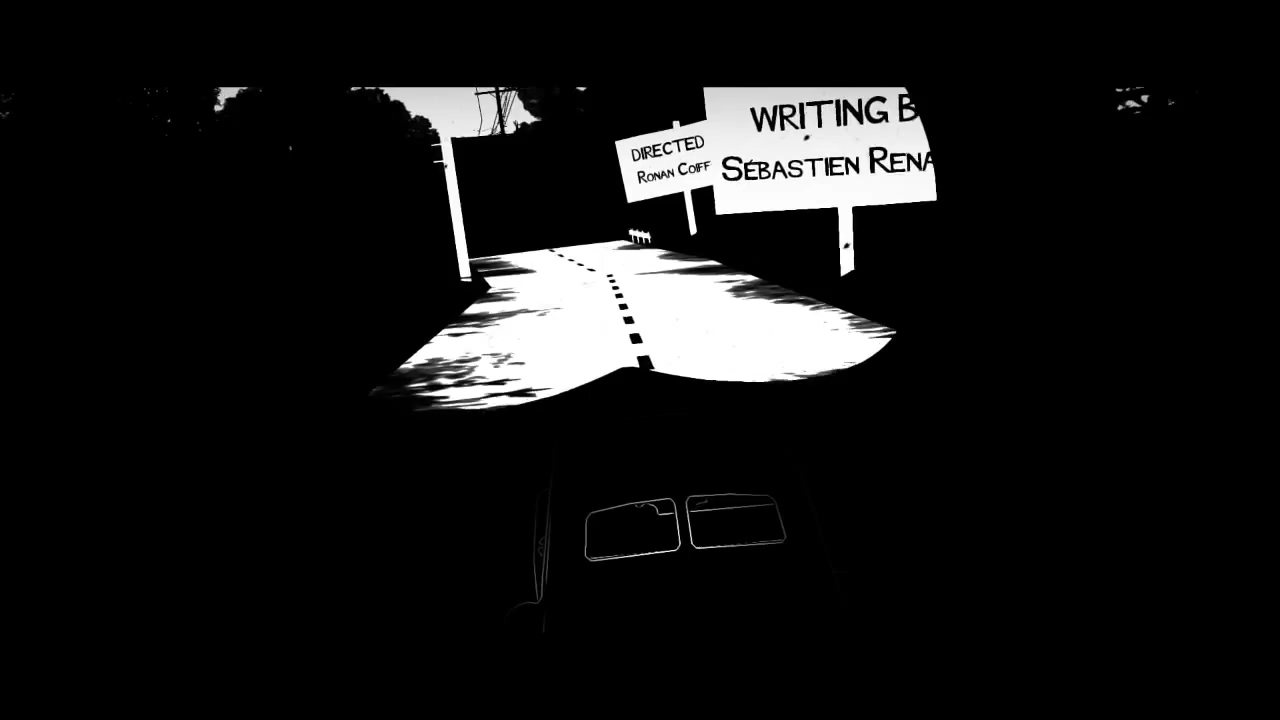 DIRECTED
RONAN COIFF
WRITING B
SÉBASTIEN RENA